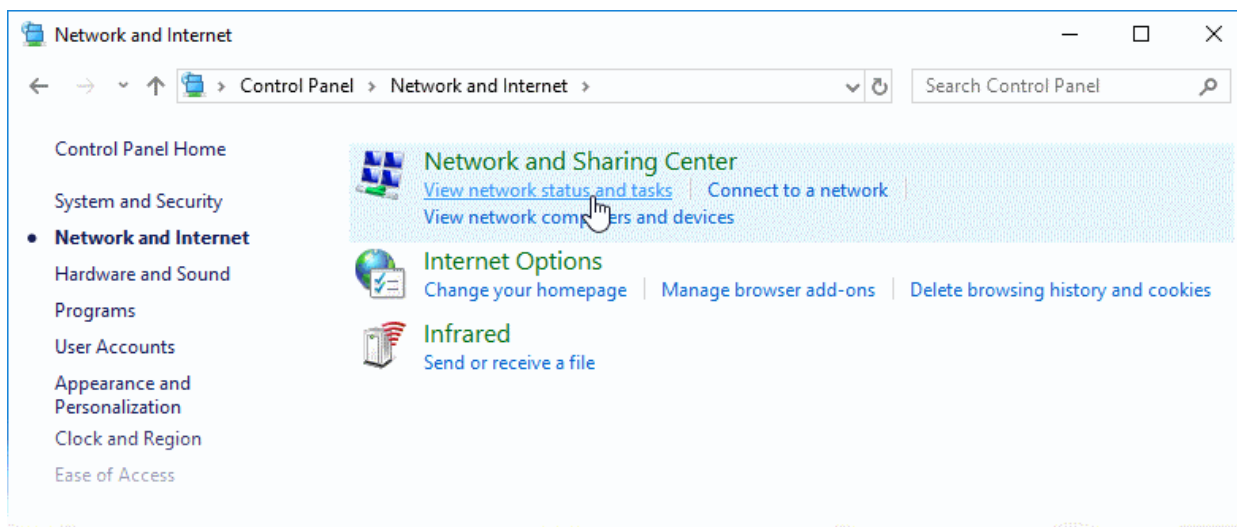 Network and Internet
Control Panel > Network and Internet >
Search Control Panel
Control Panel Home
System and Security
Network and Internet
Hardware and Sound
Programs
User Accounts
Appearance and
Personalization
Clock and Region
Ease of Access
Network and Sharing Center
View network status and tasks | Connect to a network |
View network computers and devices
Internet Options
Change your homepage | Manage browser add-ons | Delete browsing history and cookies
Infrared
Send or receive a file